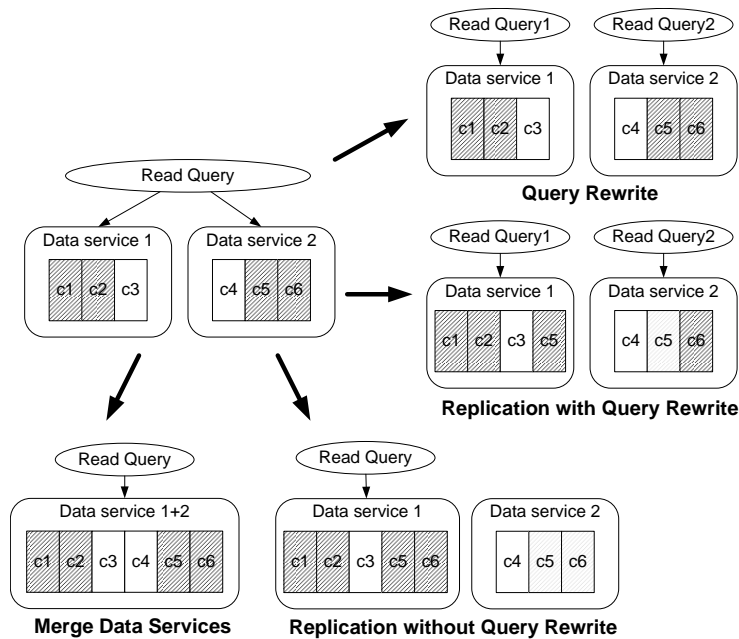 Read Query1 Read Query2
Data service 1 Data service 2
c1 c2 c3 c4 c5 c6
Query Rewrite
Read Query
Data service 1 Data service 2
c1 c2 c3 c4 c5 c6
Read Query1 Read Query2
Data service 1 Data service 2
c1 c2 c3 c5 c4 c5 c6
Replication with Query Rewrite
Read Query Read Query
Data service 1+2 Data service 1 Data service 2
c1 c2 c3 c4 c5 c6 c1 c2 c3 c5 c6 c4 c5 c6
Merge Data Services Replication without Query Rewrite